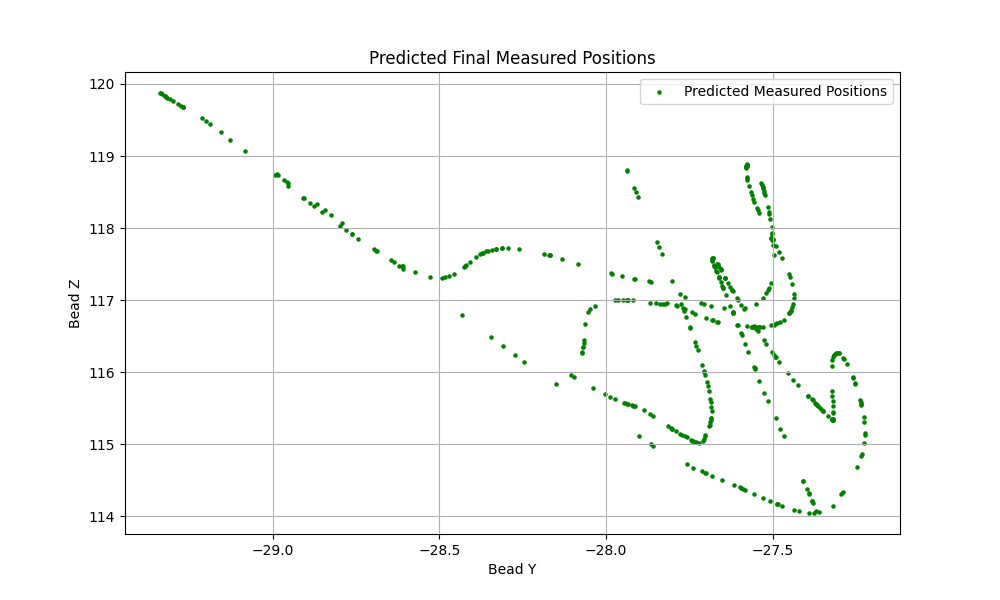 Predicted Final Measured Positions
Predicted Measured Positions
120
119
118
117
116
115
114
Bead Z
−29.0
−28.5
−28.0
−27.5
Bead Y